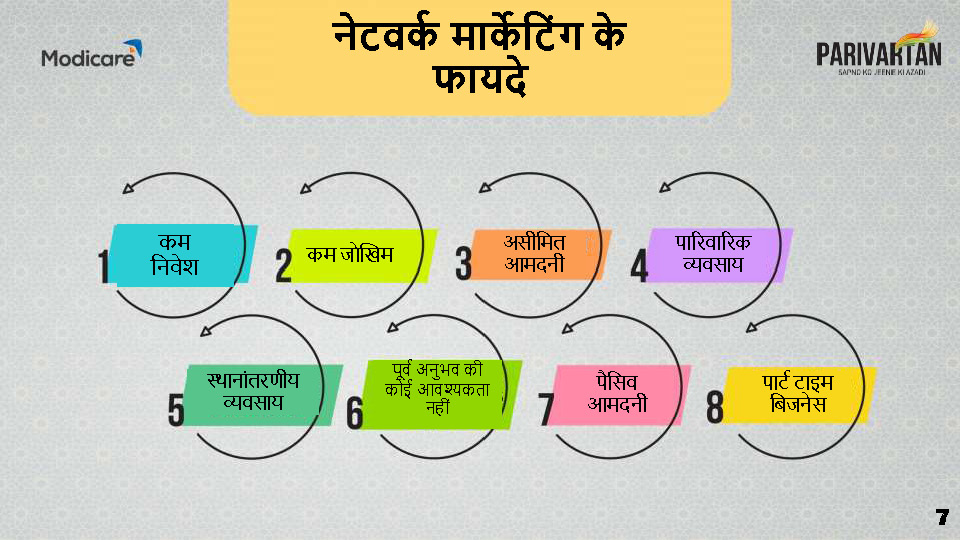 नेटवर्क मार्केटिंग के
फायदे
Modicare
PARIVARTAN
SAPNO KO JEENE KI AZADI
1
कम
निवेश
2
कम जोखिम
3
असीमित
आमदनी
4
पारिवारिक
व्यवसाय
5
स्थानांतरणीय
व्यवसाय
6
पूर्व अनुभव की
कोई आवश्यकता
नहीं
7
पैसिव
आमदनी
8
पार्ट टाइम
बिजनेस
7